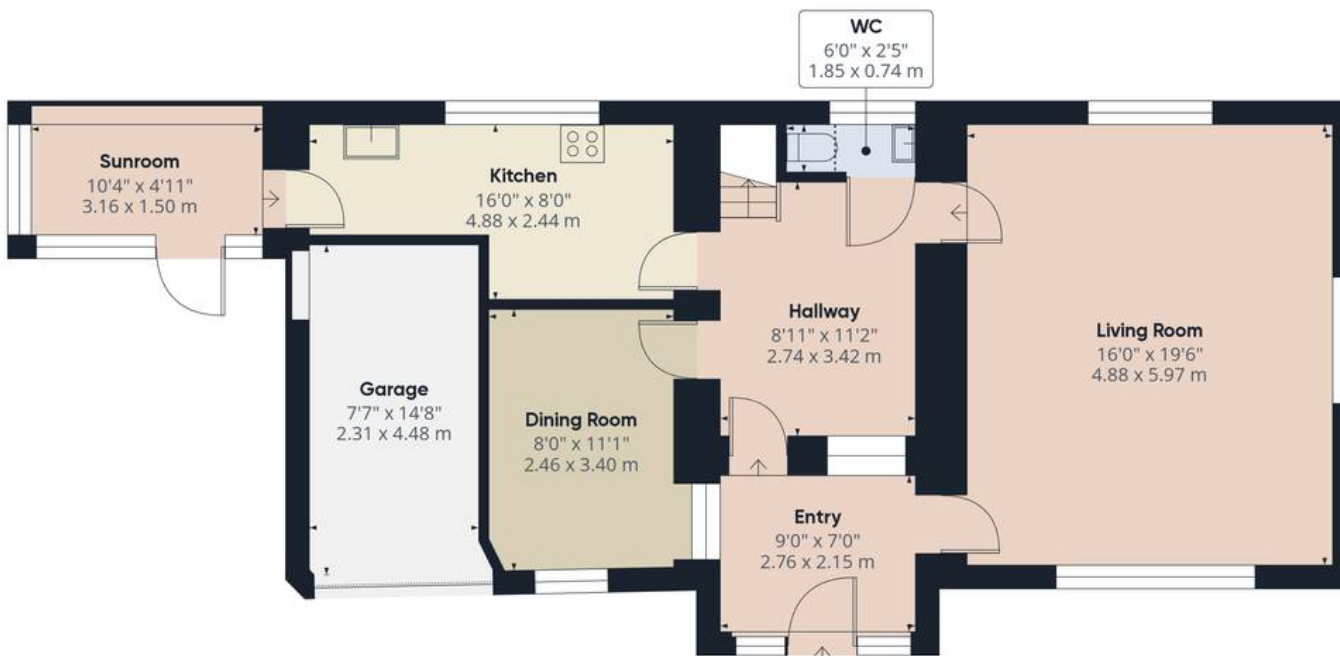 WC
6'0" x 2'5"
1.85 x 0.74 m
Sunroom
10'4" x 4'11"
3.16 x 1.50 m
Kitchen
16'0" x 8'0"
4.88 x 2.44 m
Hallway
8'11" x 11'2"
2.74 x 3.42 m
Living Room
16'0" x 19'6"
4.88 x 5.97 m
Garage
7'7" x 14'8"
2.31 x 4.48 m
Dining Room
8'0" x 11'1"
2.46 x 3.40 m
Entry
9'0" x 7'0"
2.76 x 2.15 m